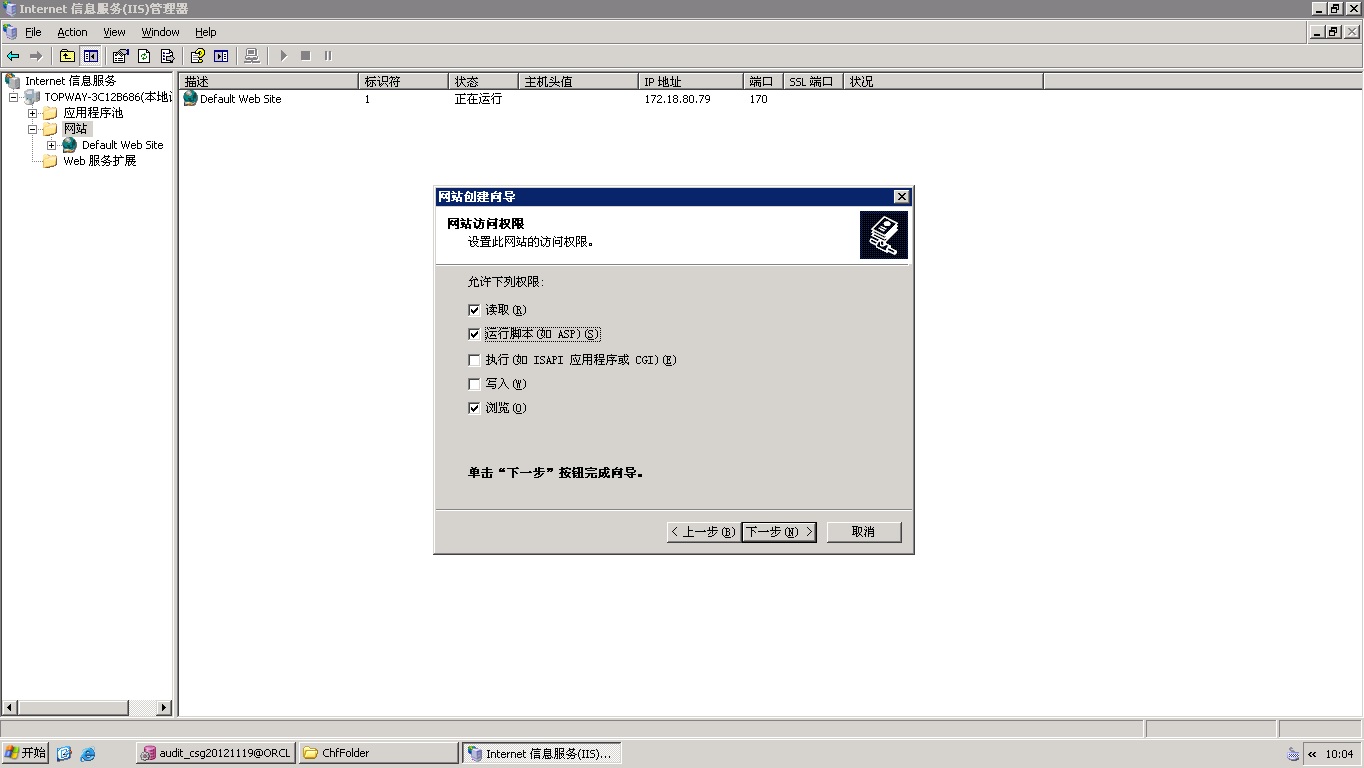 Internet 信息服务(IIS)管理器
File Action View Window Help
Internet 信息服务
TOPWAY-3C12B686(本地计
应用程序池
网站
Default Web Site
Web 服务扩展
描述 标识符 状态 主机头值 IP 地址 端口 SSL 端口 状况
Default Web Site 1 正在运行 172.18.80.79 170
网站创建向导
网站访问权限
设置此网站的访问权限。
允许下列权限:
读取(R)
运行脚本(如 ASP)(S)
执行(如 ISAPI 应用程序或 CGI)(E)
写入(W)
浏览(O)
单击“下一步”按钮完成向导。
< 上一步(B) 下一步(N) > 取消
开始 audit_csg20121119@ORCL ChfFolder Internet 信息服务(IIS)... « 10:04